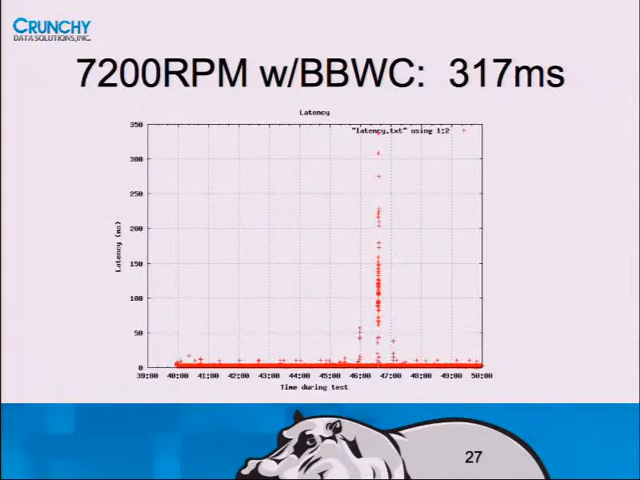 CRUNCHY
DATA SOLUTIONS, INC.
7200RPM w/BBWC: 317ms
Latency
"latency.txt" using 1:2
350
300
250
200
150
100
50
0
Latency (ms)
39:00 40:00 41:00 42:00 43:00 44:00 45:00 46:00 47:00 48:00 49:00 50:00
Time during test
27